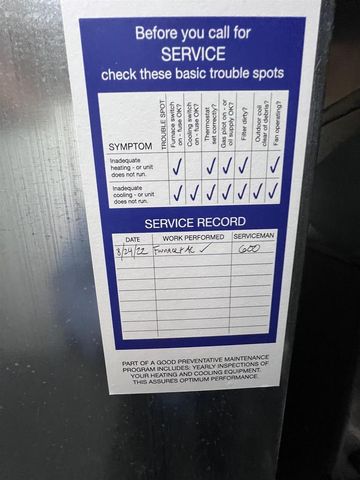 Before you call for
SERVICE
check these basic trouble spots
SYMPTOM
TROUBLE SPOT
Furnace switch
on - fuse OK?
Cooling switch
on - fuse OK?
Thermostat
set correctly?
Gas pilot on - or
oil supply OK?
Filter dirty?
Outdoor coil
clear of debris?
Fan operating?
Inadequate
heating - or unit
does not run.
✓ ✓ ✓ ✓ ✓
Inadequate
cooling - or unit
does not run.
✓ ✓ ✓ ✓ ✓ ✓ ✓
SERVICE RECORD
DATE WORK PERFORMED SERVICEMAN
8/24/22 FURNACE & AC ✓ 600
PART OF A GOOD PREVENTATIVE MAINTENANCE
PROGRAM INCLUDES: YEARLY INSPECTIONS OF
YOUR HEATING AND COOLING EQUIPMENT.
THIS ASSURES OPTIMUM PERFORMANCE.